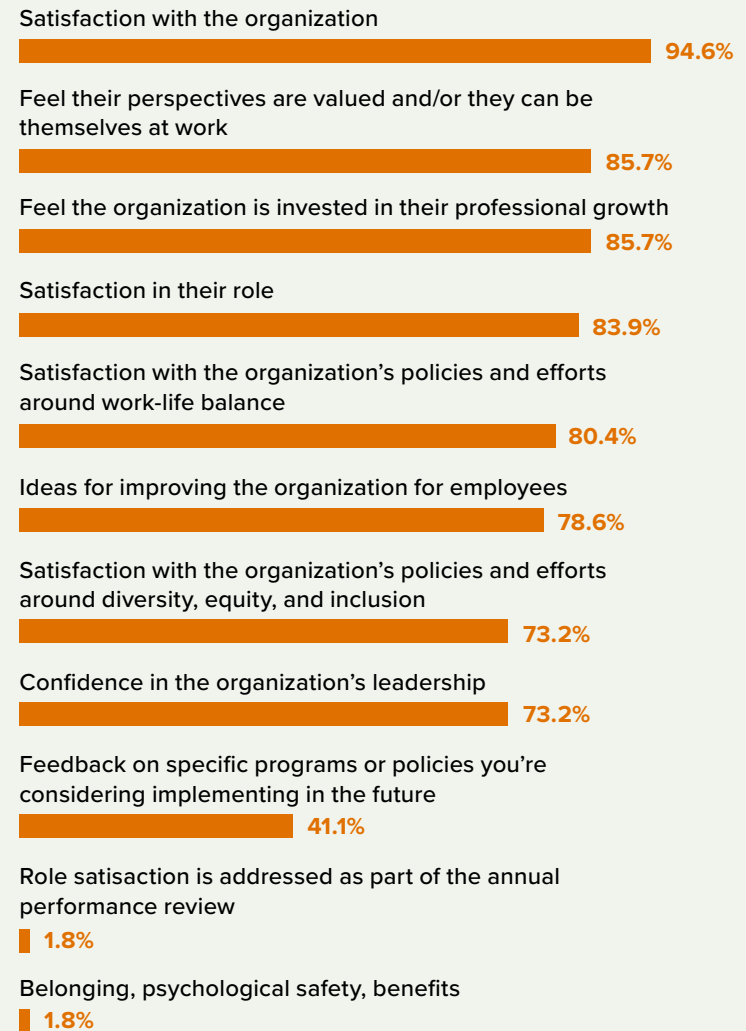 Satisfaction with the organization
94.6%
Feel their perspectives are valued and/or they can be
themselves at work
85.7%
Feel the organization is invested in their professional growth
85.7%
Satisfaction in their role
83.9%
Satisfaction with the organization’s policies and efforts
around work-life balance
80.4%
Ideas for improving the organization for employees
78.6%
Satisfaction with the organization’s policies and efforts
around diversity, equity, and inclusion
73.2%
Confidence in the organization’s leadership
73.2%
Feedback on specific programs or policies you’re
considering implementing in the future
41.1%
Role satisaction is addressed as part of the annual
performance review
1.8%
Belonging, psychological safety, benefits
1.8%